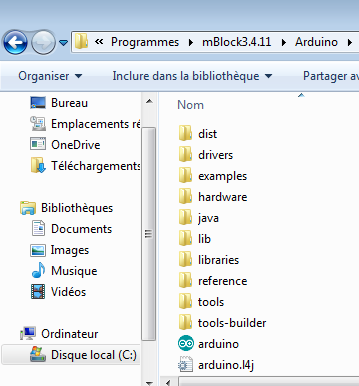 « Programmes ▸ mBlock3.4.11 ▸ Arduino ▸
Organiser ▼ Inclure dans la bibliothèque ▼ Partager av
Bureau
Emplacements ré
OneDrive
Téléchargements
Bibliothèques
Documents
Images
Musique
Vidéos
Ordinateur
Disque local (C:)
Nom
dist
drivers
examples
hardware
java
lib
libraries
reference
tools
tools-builder
arduino
arduino.l4j